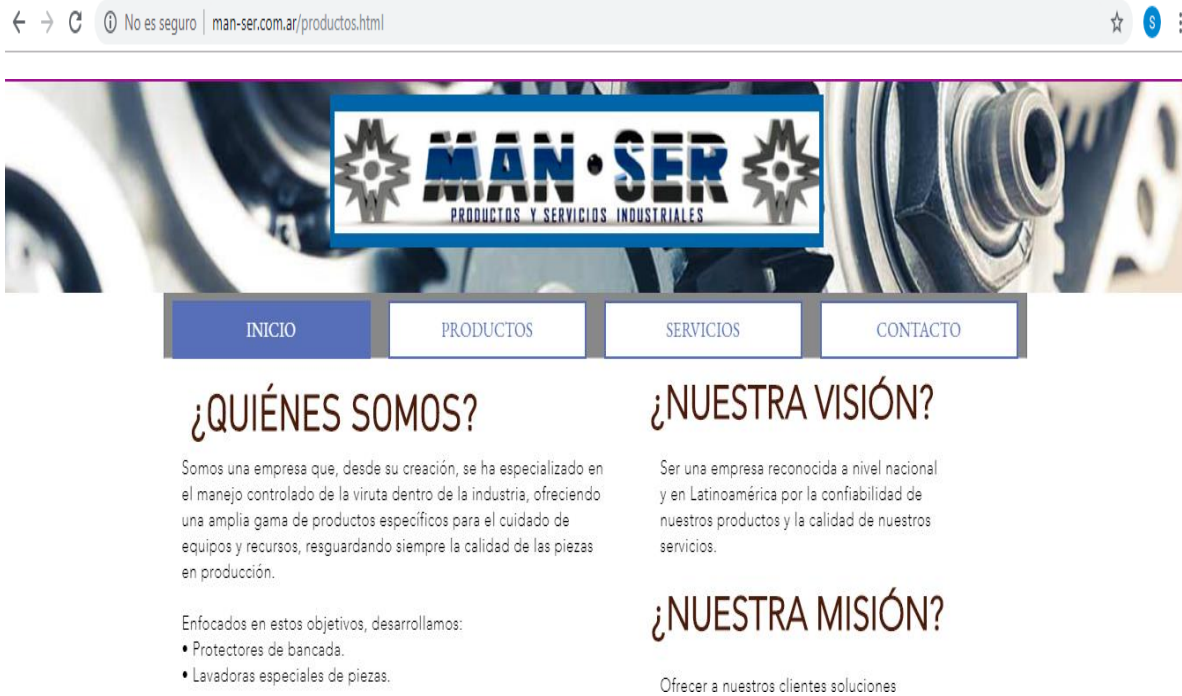 No es seguro | man-ser.com.ar/productos.html
S
MAN·SER
PRODUCTOS Y SERVICIOS INDUSTRIALES
INICIO
PRODUCTOS
SERVICIOS
CONTACTO
¿QUIÉNES SOMOS?
Somos una empresa que, desde su creación, se ha especializado en
el manejo controlado de la viruta dentro de la industria, ofreciendo
una amplia gama de productos específicos para el cuidado de
equipos y recursos, resguardando siempre la calidad de las piezas
en producción.
Enfocados en estos objetivos, desarrollamos:
• Protectores de bancada.
• Lavadoras especiales de piezas.
¿NUESTRA VISIÓN?
Ser una empresa reconocida a nivel nacional
y en Latinoamérica por la confiabilidad de
nuestros productos y la calidad de nuestros
servicios.
¿NUESTRA MISIÓN?
Ofrecer a nuestros clientes soluciones